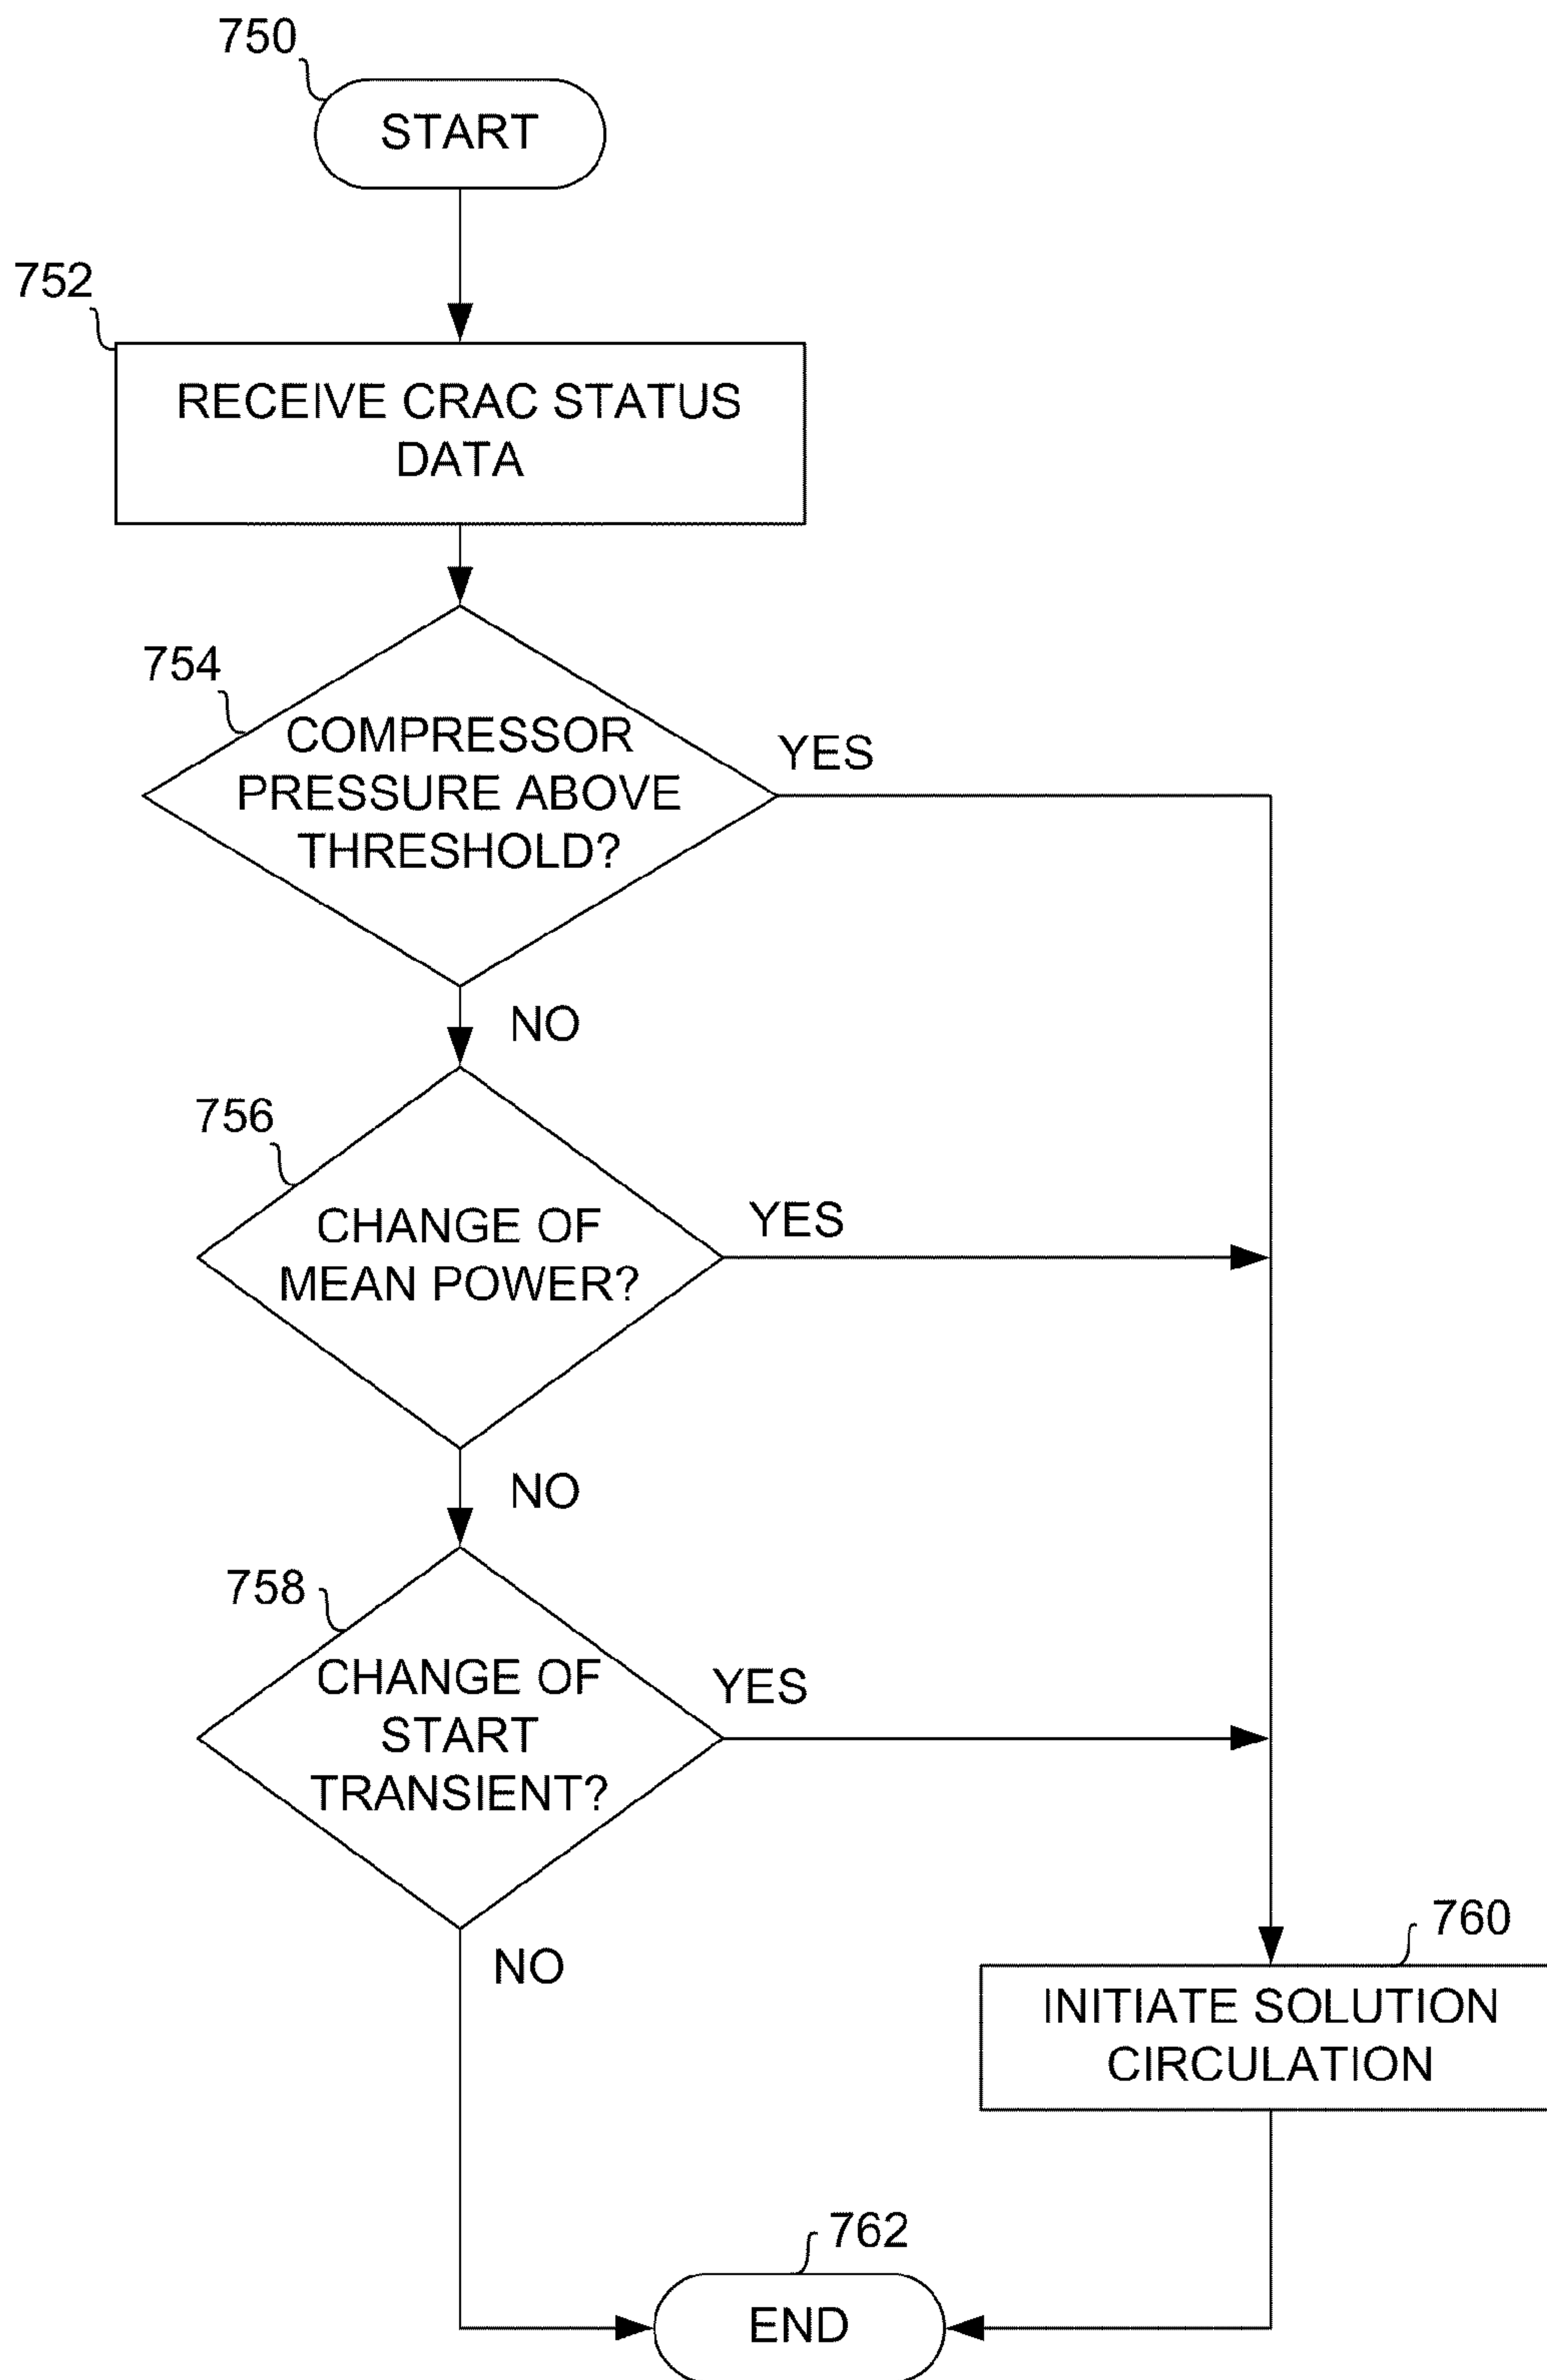 750
START
752
RECEIVE CRAC STATUS
DATA
754
COMPRESSOR
PRESSURE ABOVE
THRESHOLD?
YES
NO
756
CHANGE OF
MEAN POWER?
YES
NO
758
CHANGE OF
START
TRANSIENT?
YES
NO
760
INITIATE SOLUTION
CIRCULATION
762
END